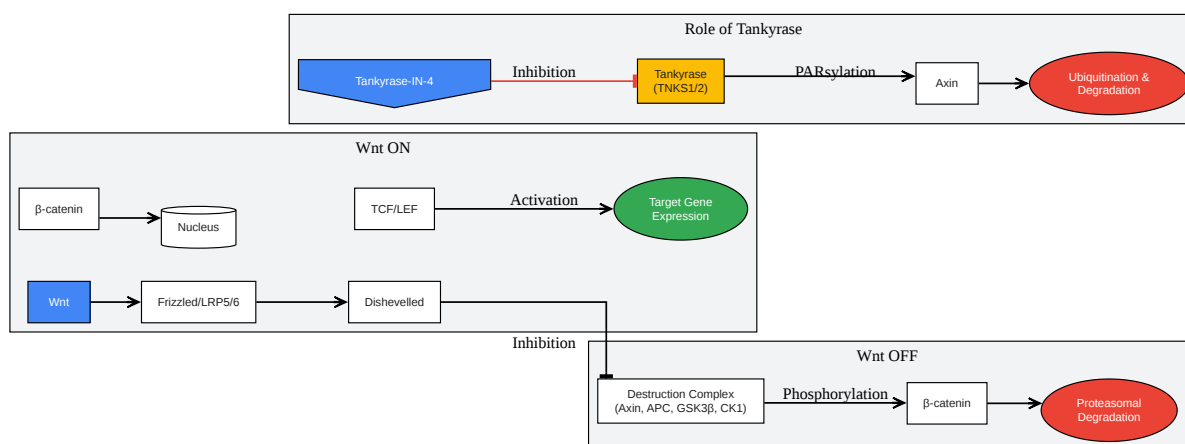 Role of Tankyrase
Tankyrase-IN-4
Inhibition
Tankyrase
(TNKS1/2)
PARsylation
Axin
Ubiquitination &
Degradation
Wnt ON
β-catenin
Nucleus
TCF/LEF
Activation
Target Gene
Expression
Wnt
Frizzled/LRP5/6
Dishevelled
Inhibition
Wnt OFF
Destruction Complex
(Axin, APC, GSK3β, CK1)
Phosphorylation
β-catenin
Proteasomal
Degradation